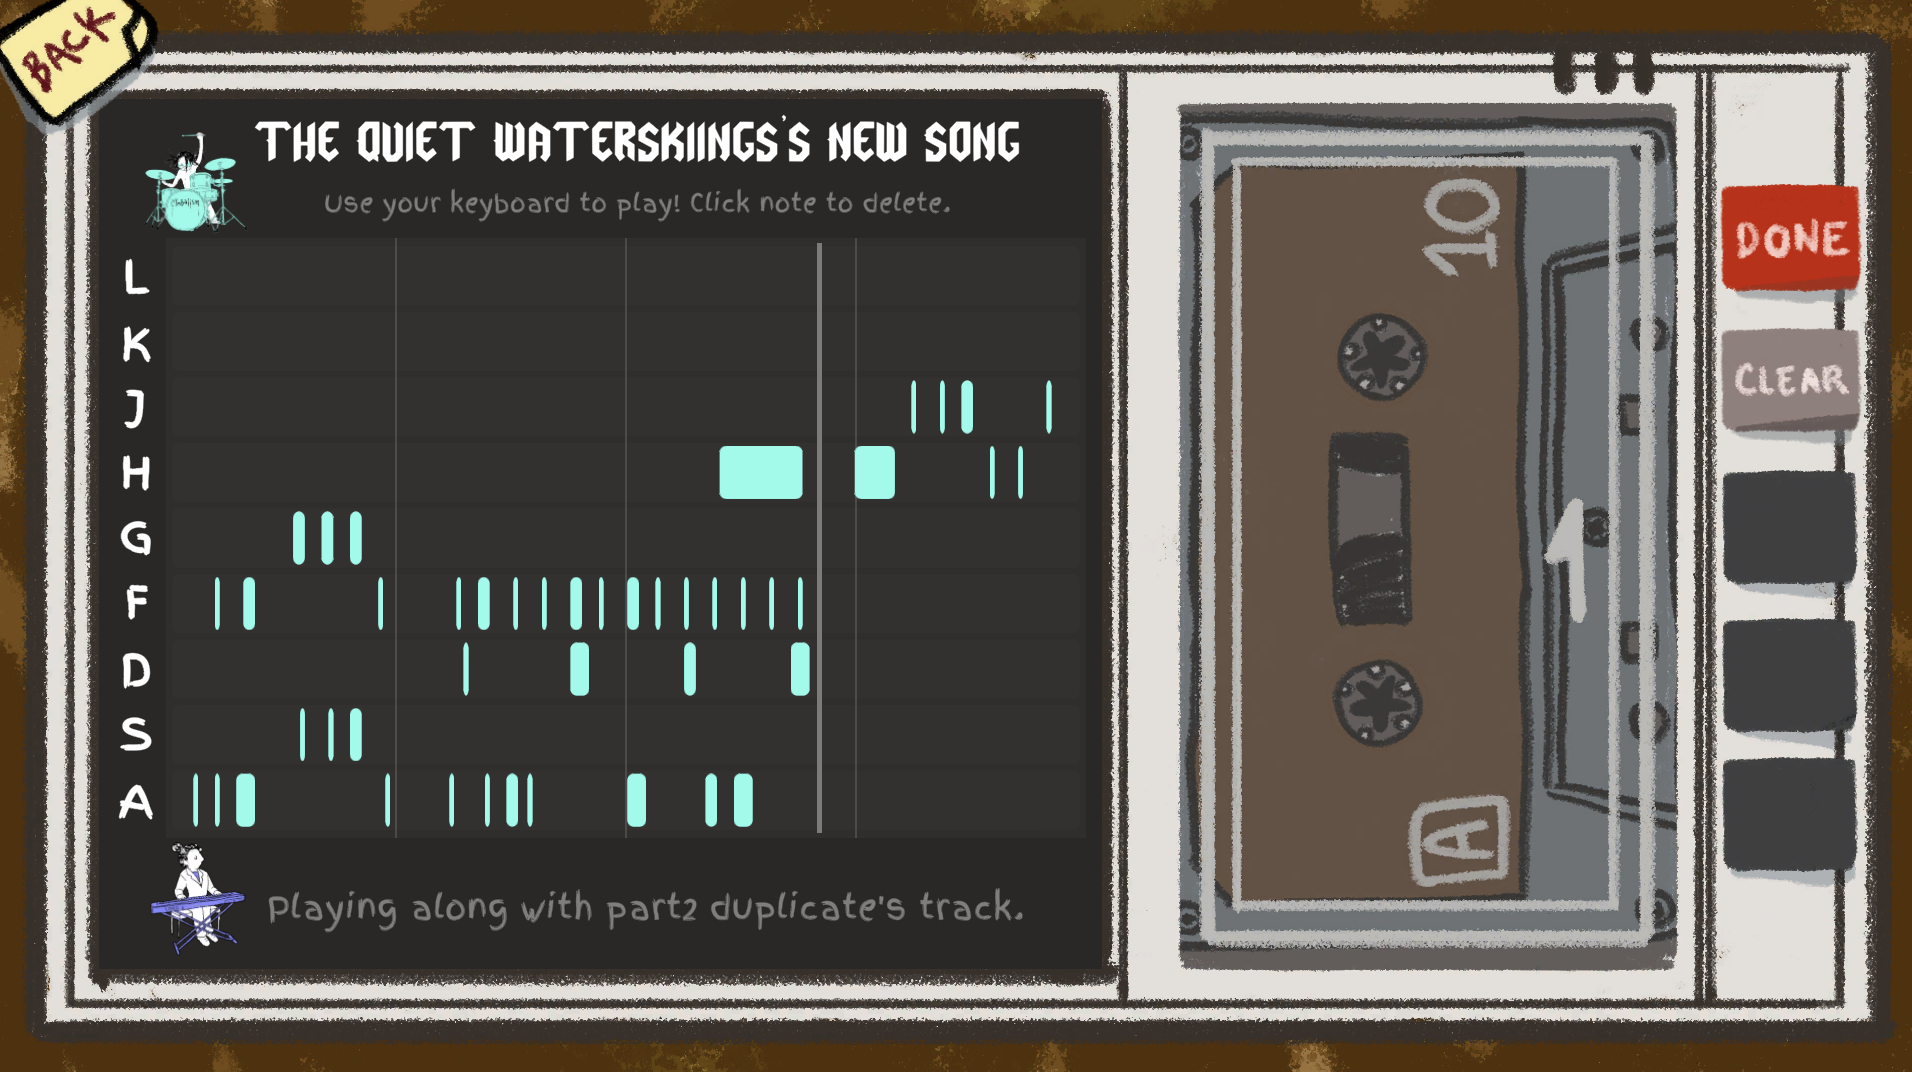 BACK
THE QUIET WATERSKIINGS'S NEW SONG
Use your keyboard to play! Click note to delete.
L
K
J
H
G
F
D
S
A
Playing along with part2 duplicate's track.
10
1
A
DONE
CLEAR